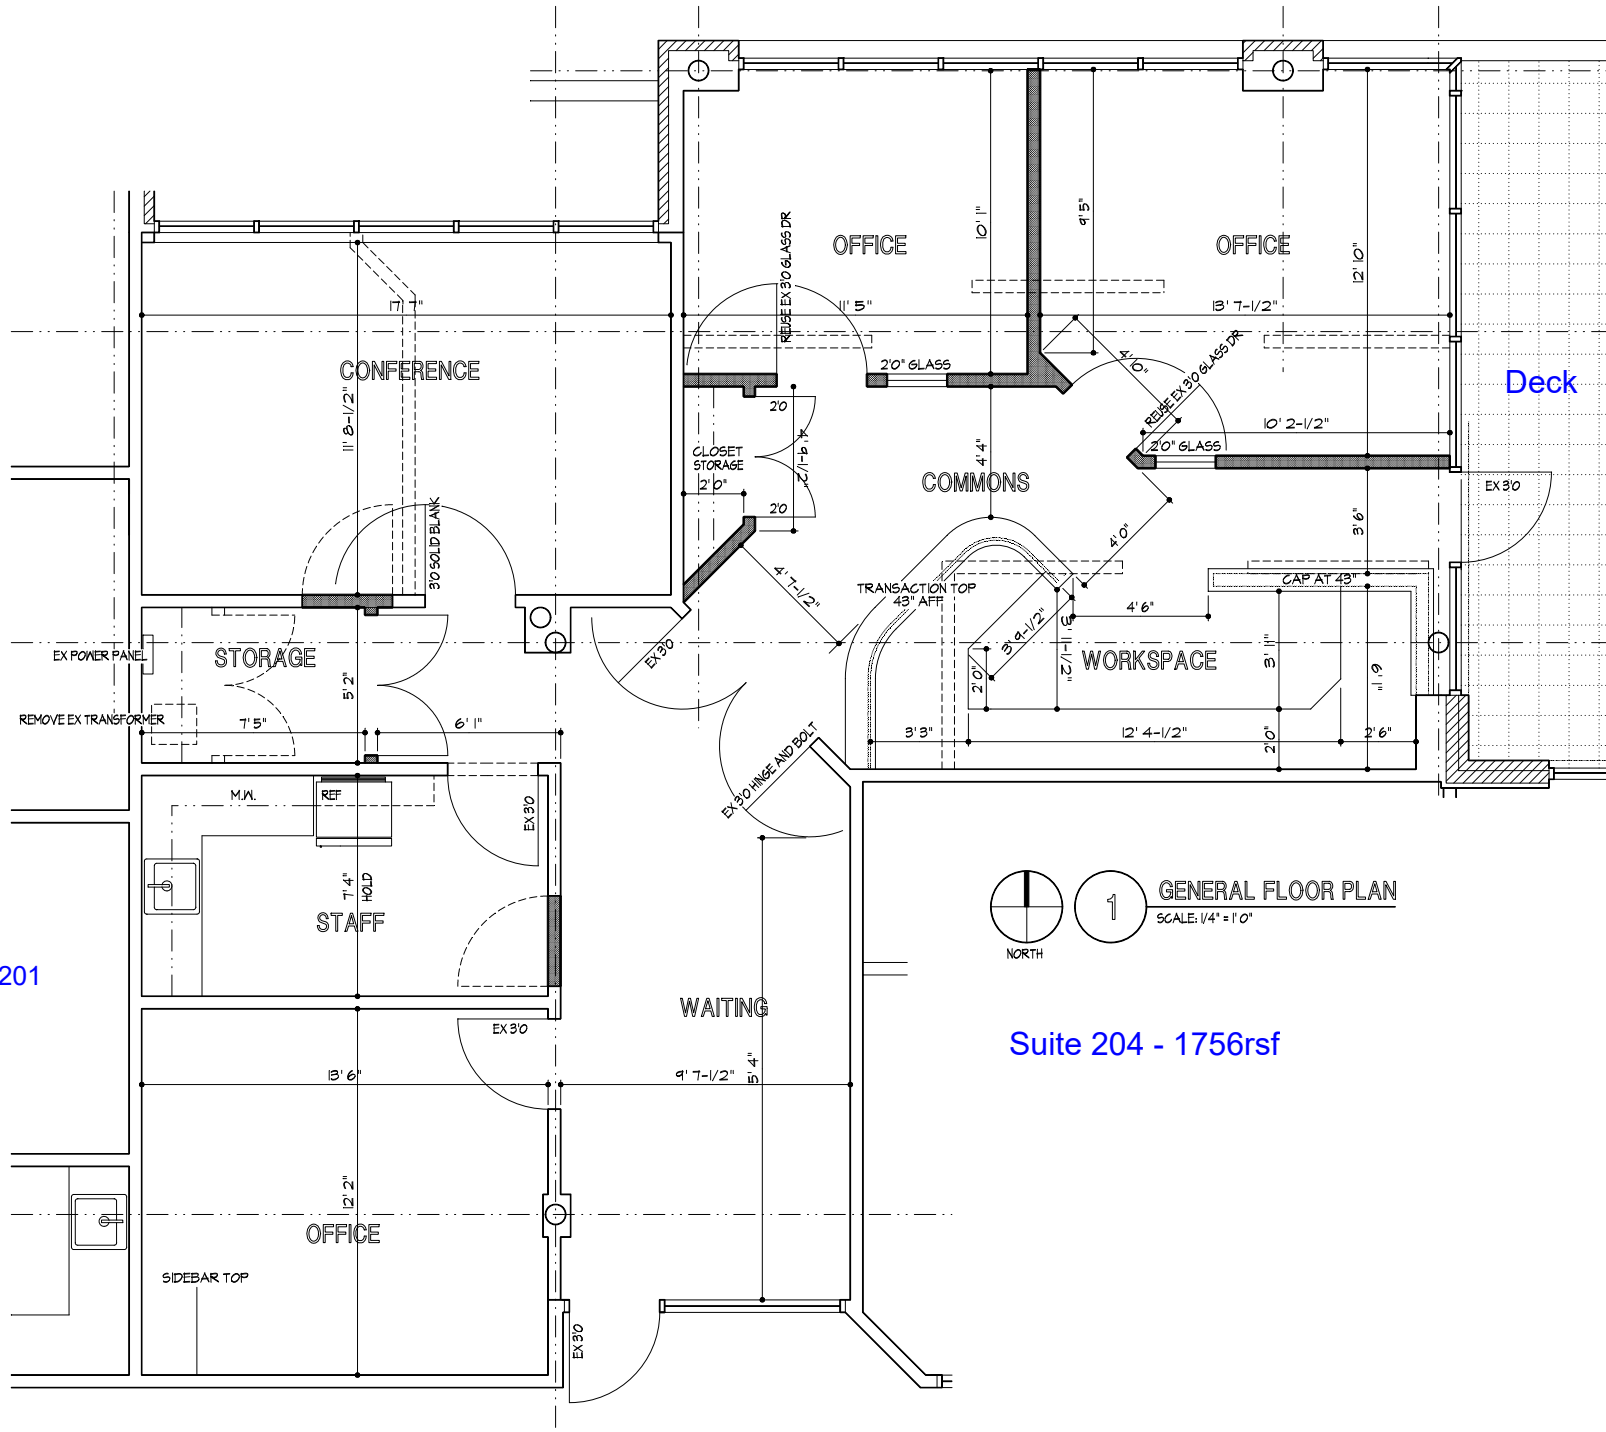 REUSE EX 3'0 GLASS DR
OFFICE
10' 1"
9' 5"
OFFICE
12' 10"
17' 7"
11' 5"
13' 7-1/2"
CONFERENCE
11' 8-1/2"
2'0" GLASS
4'10"
REUSE EX 3'0 GLASS DR
Deck
2'0
10' 2-1/2"
2'0" GLASS
CLOSET
STORAGE
4' 9-1/2"
4' 4"
COMMONS
2' 0"
2'0
EX 3'0
3'0 SOLID BLANK
3' 6"
4' 0"
4' 7-1/2"
TRANSACTION TOP
43" AFF
CAP AT 43"
4' 6"
EX POWER PANEL
STORAGE
EX 3'0
3' 9-1/2"
3' 11-1/2"
WORKSPACE
3' 11"
6' 1"
2' 0"
5' 2"
REMOVE EX TRANSFORMER
7' 5"
6' 1"
3' 3"
12' 4-1/2"
2' 0"
2' 6"
EX 3'0 HINGE AND BOLT
M.W.
REF
EX 3'0
7' 4"
HOLD
STAFF
1
GENERAL FLOOR PLAN
SCALE: 1/4" = 1' 0"
NORTH
201
WAITING
EX 3'0
Suite 204 - 1756rsf
13' 6"
9' 7-1/2"
15' 4"
12' 2"
OFFICE
SIDEBAR TOP
EX 3'0